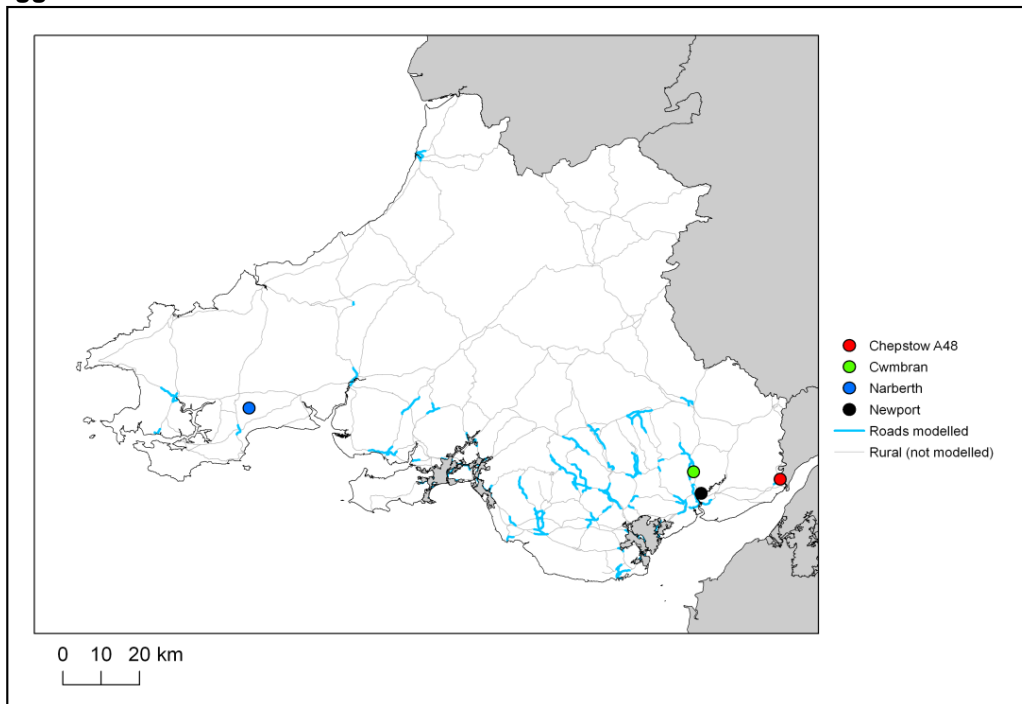 Chepstow A48
Cwmbran
Narberth
Newport
Roads modelled
Rural (not modelled)
0 10 20 km